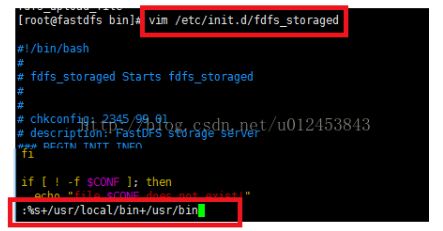 [root@fastdfs bin]# vim /etc/init.d/fdfs_storaged
#!/bin/bash
#
# fdfs_storaged Starts fdfs_storaged
#
#
# chkconfig: 2345 99 01
# description: FastDFS storage server
### BEGIN INIT INFO
http://blog.csdn.net/u012453843
fi
if [ ! -f $CONF ]; then
echo "file $CONF does not exist!"
:%s+/usr/local/bin+/usr/bin